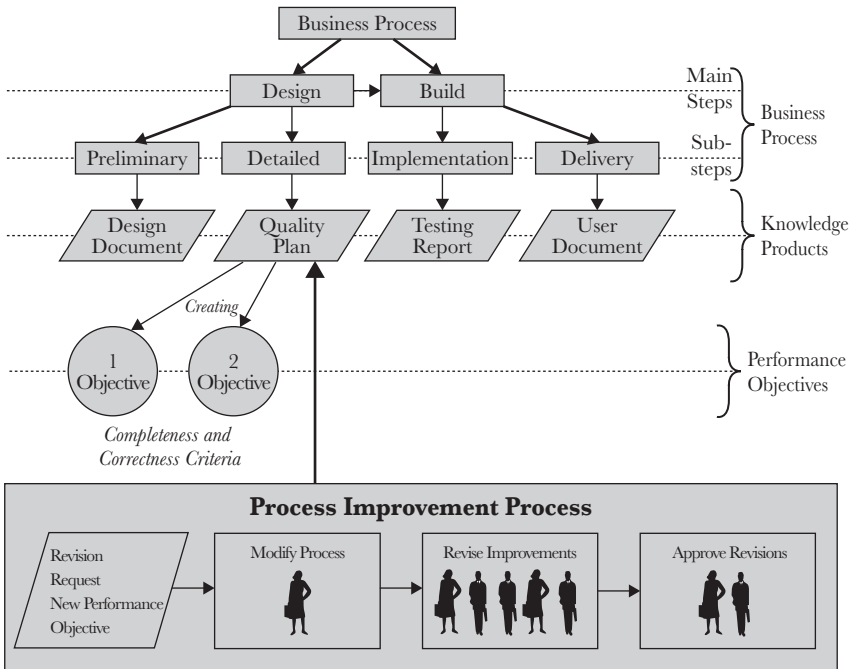 Business Process
Design
Build
Main
Steps
Business
Process
Preliminary
Detailed
Implementation
Delivery
Sub-
steps
Design
Document
Quality
Plan
Testing
Report
User
Document
Knowledge
Products
Creating
1
Objective
2
Objective
Performance
Objectives
Completeness and
Correctness Criteria
Process Improvement Process
Revision
Request
New Performance
Objective
Modify Process
Revise Improvements
Approve Revisions